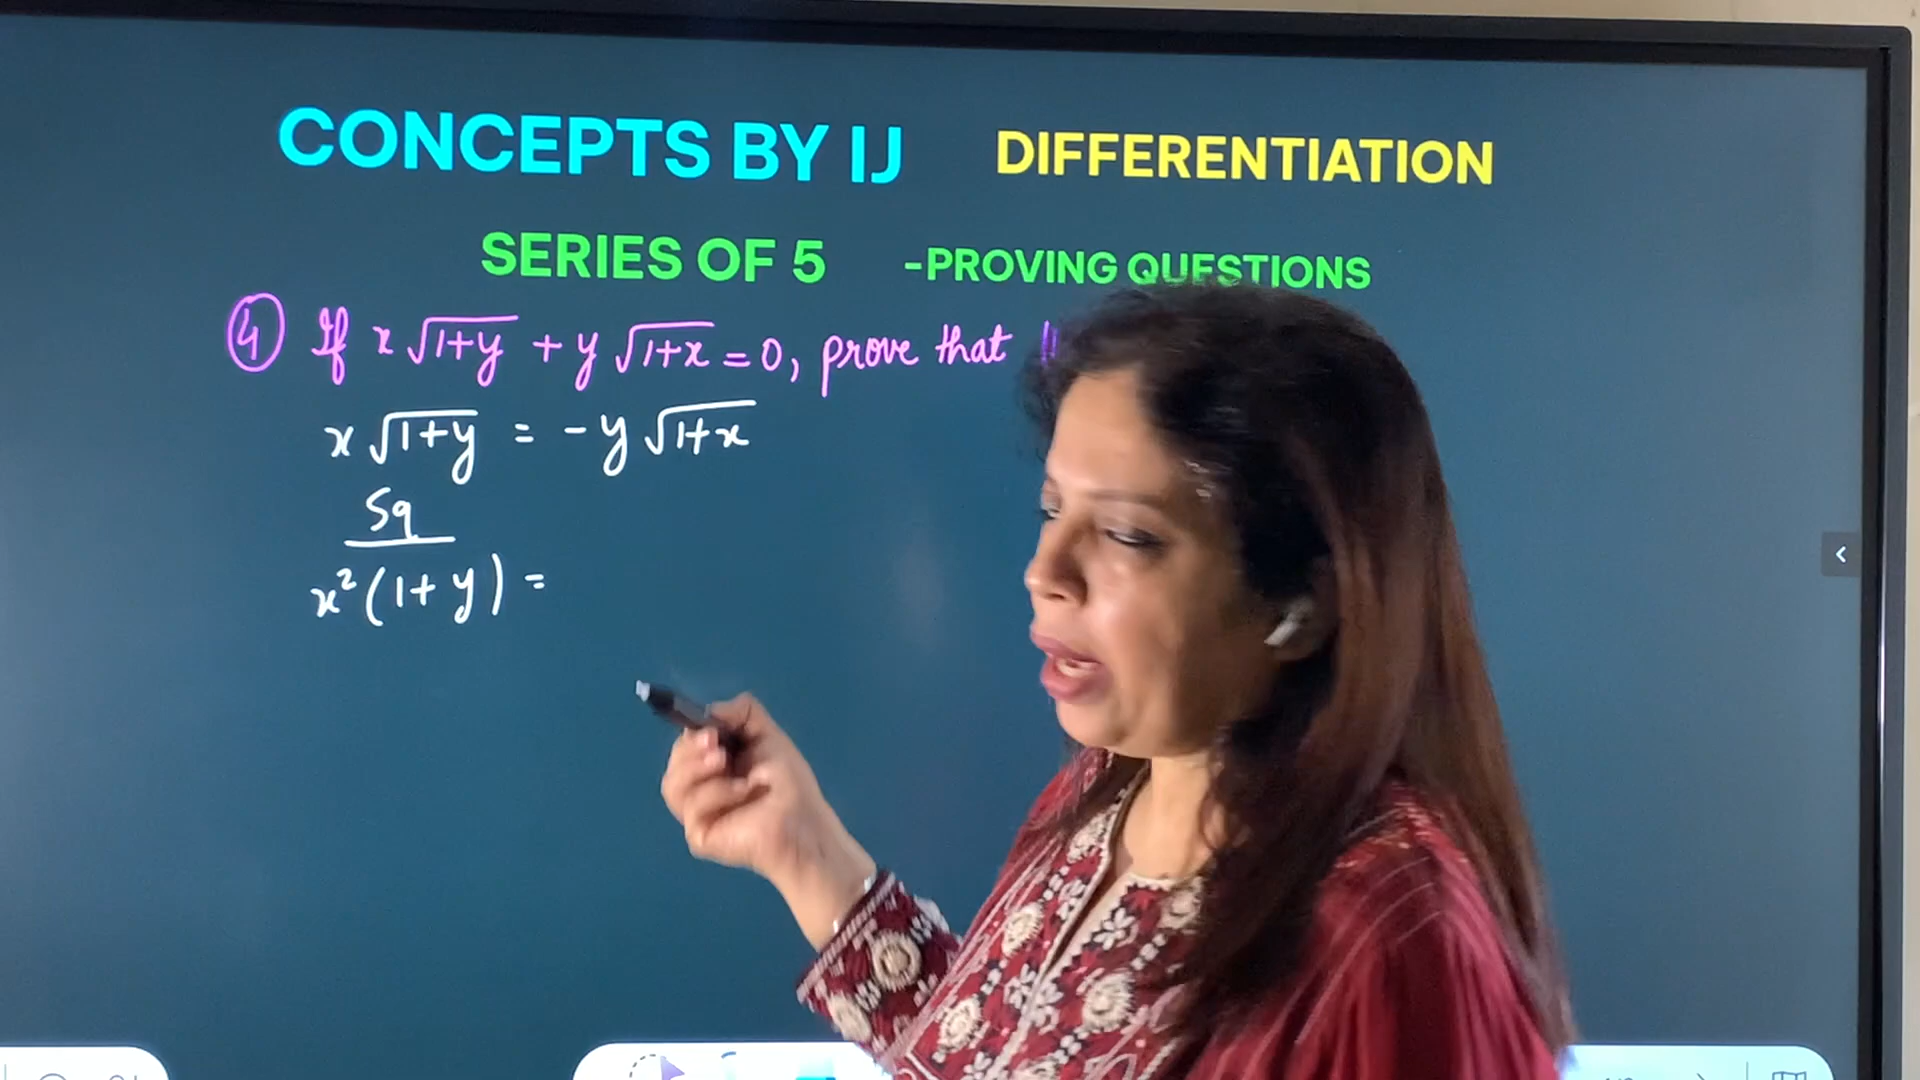 CONCEPTS BY IJ DIFFERENTIATION
SERIES OF 5 -PROVING QUESTIONS
④ If x√(1+y) + y√(1+x) = 0, prove that
x√(1+y) = -y√(1+x)
Sq
x²(1+y) =